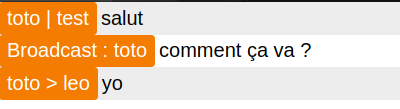 toto | test salut
Broadcast : toto comment ça va ?
toto > leo yo